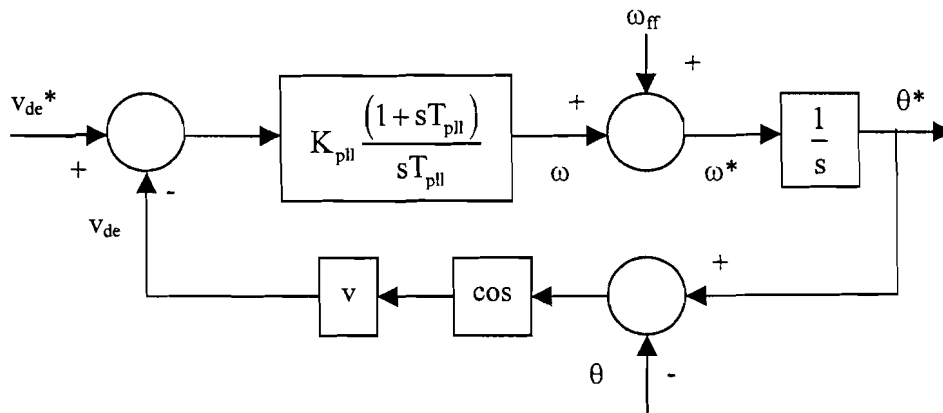 ω_ff
v_de*
+
-
K_pll (1 + sT_pll) / sT_pll
+
ω
+
ω*
1/s
θ*
v_de
v
cos
+
θ
-